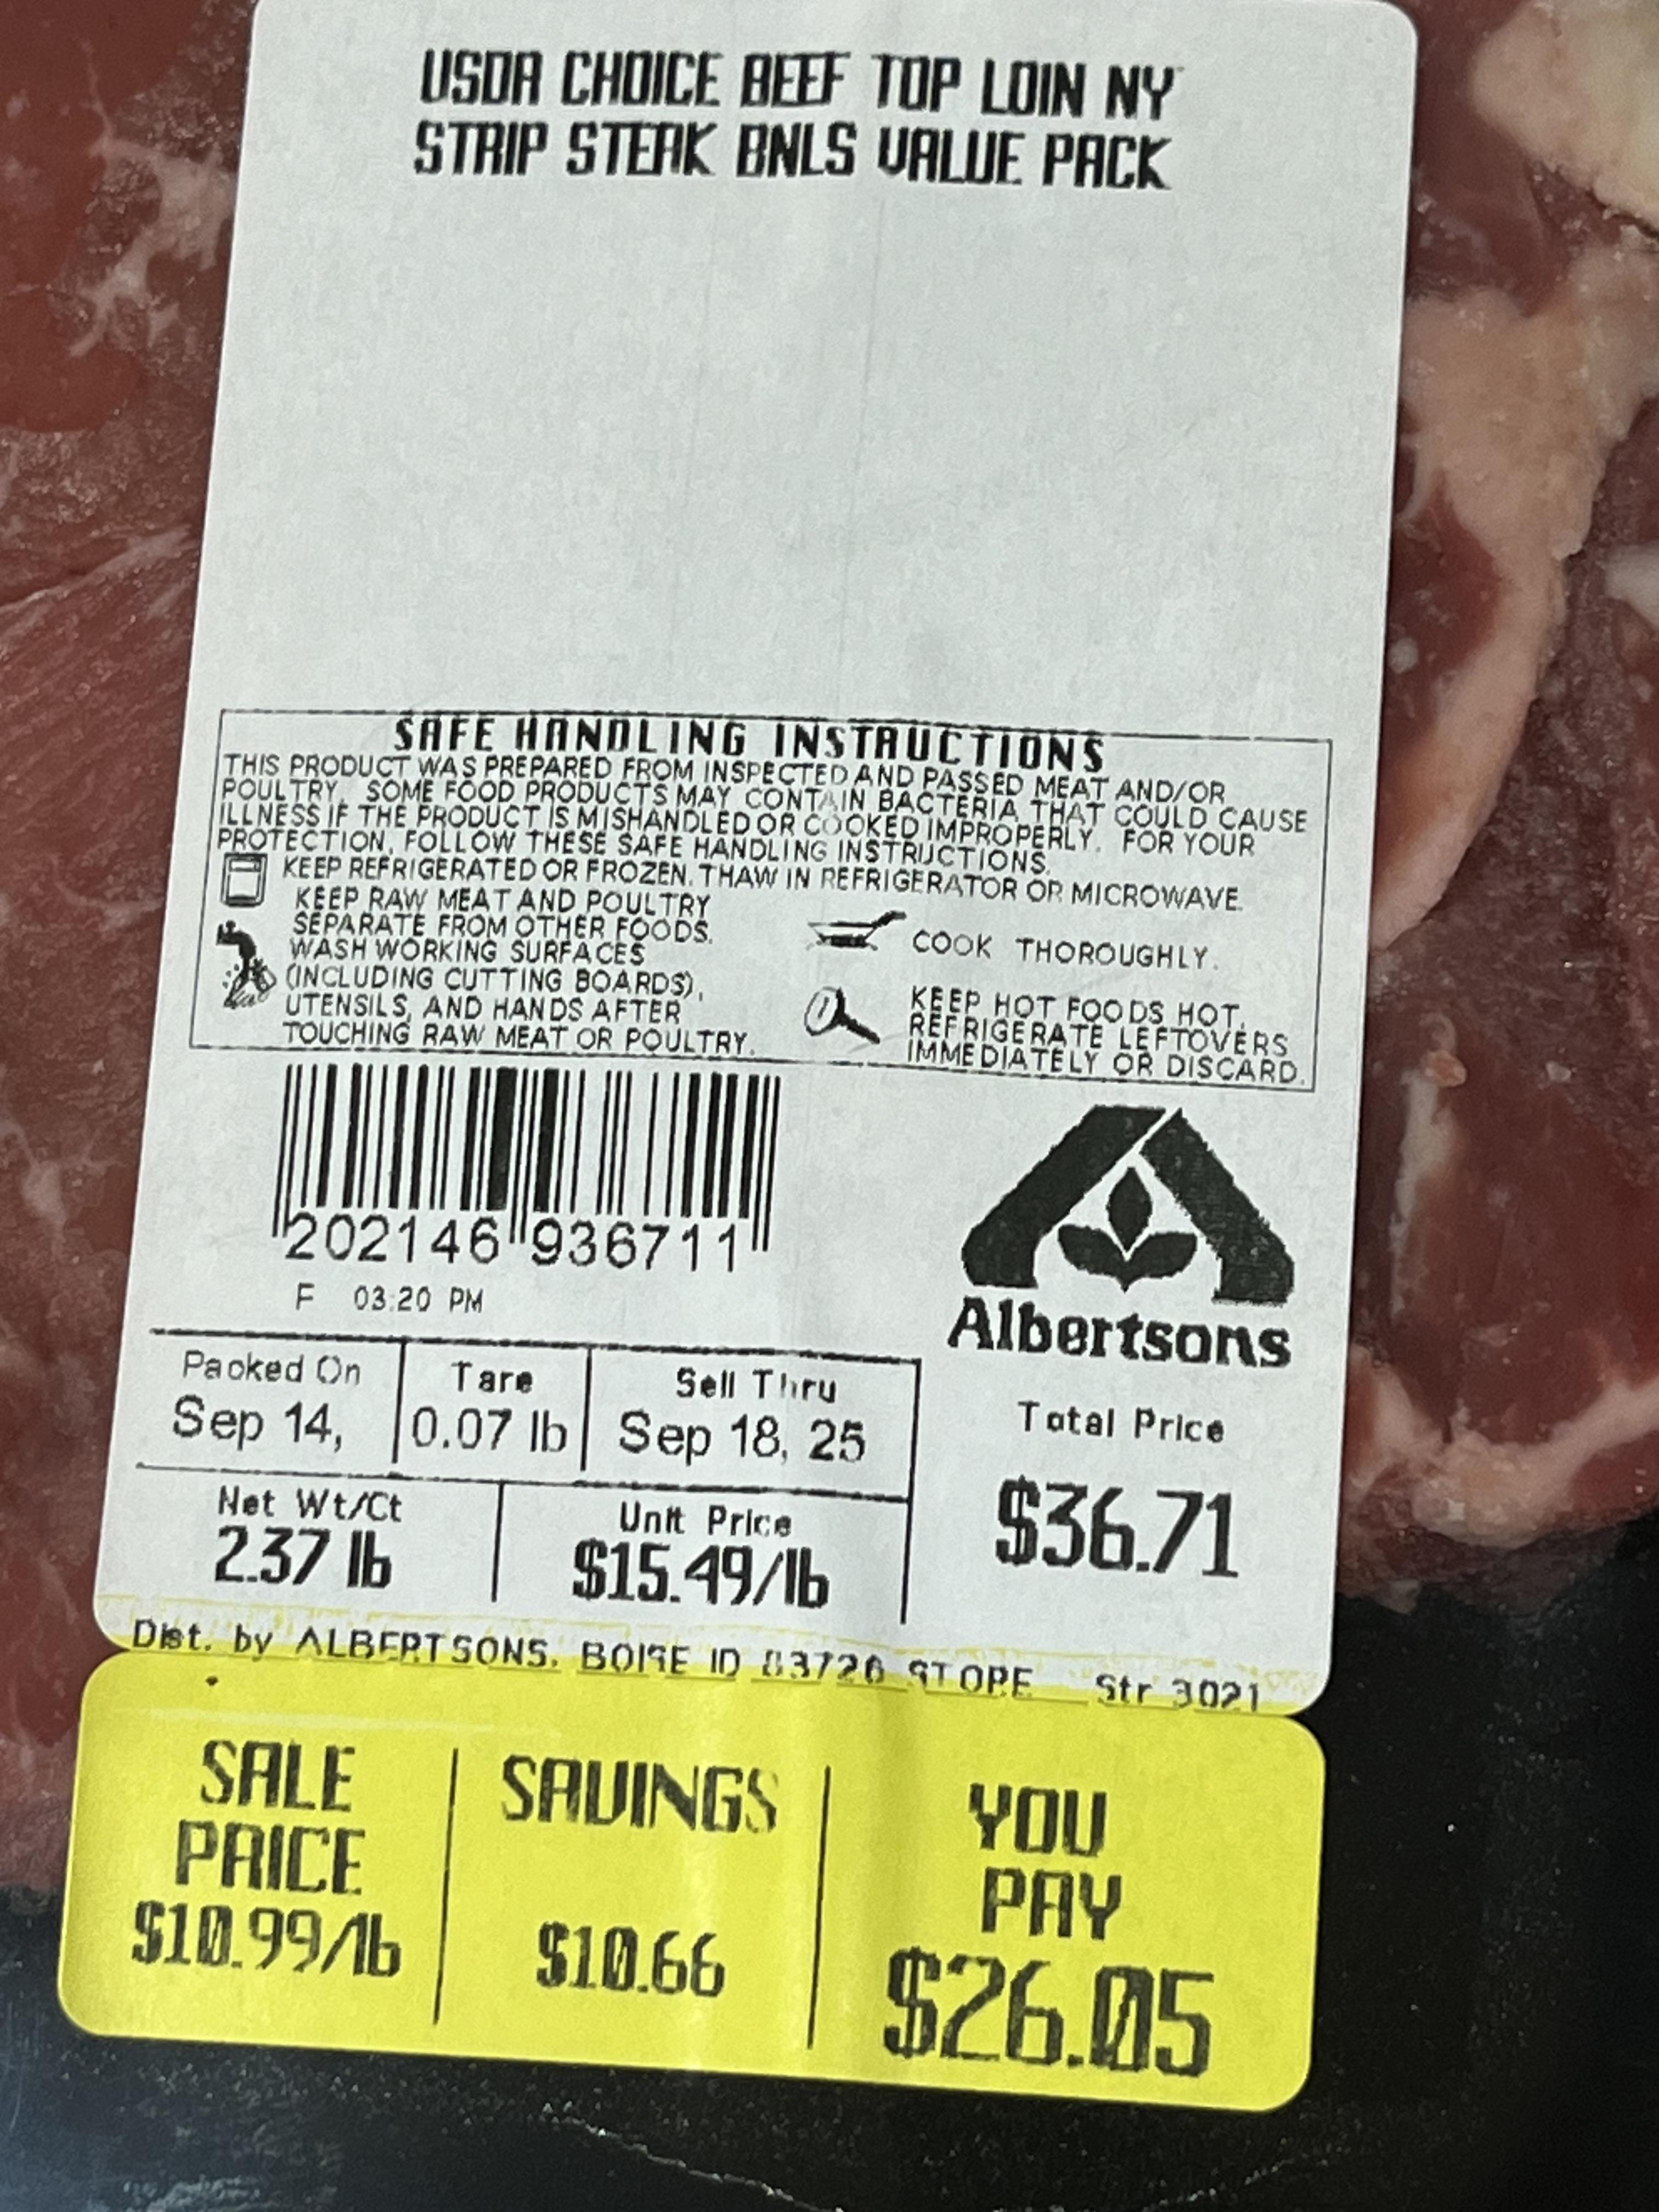 USDA CHOICE BEEF TOP LOIN NY
STRIP STEAK BNLS VALUE PACK
SAFE HANDLING INSTRUCTIONS
THIS PRODUCT WAS PREPARED FROM INSPECTED AND PASSED MEAT AND/OR
POULTRY. SOME FOOD PRODUCTS MAY CONTAIN BACTERIA THAT COULD CAUSE
ILLNESS IF THE PRODUCT IS MISHANDLED OR COOKED IMPROPERLY. FOR YOUR
PROTECTION, FOLLOW THESE SAFE HANDLING INSTRUCTIONS.
KEEP REFRIGERATED OR FROZEN. THAW IN REFRIGERATOR OR MICROWAVE.
KEEP RAW MEAT AND POULTRY
SEPARATE FROM OTHER FOODS.
WASH WORKING SURFACES
(INCLUDING CUTTING BOARDS),
UTENSILS, AND HANDS AFTER
TOUCHING RAW MEAT OR POULTRY.
COOK THOROUGHLY.
KEEP HOT FOODS HOT.
REFRIGERATE LEFTOVERS
IMMEDIATELY OR DISCARD.
202146 936711
F 03:20 PM
Albertsons
Packed On
Sep 14,
Tare
0.07 lb
Sell Thru
Sep 18, 25
Total Price
$36.71
Net Wt/Ct
2.37 lb
Unit Price
$15.49/lb
Dist. by ALBERTSONS, BOISE ID 83726 STORE Str 3021
SALE
PRICE
$10.99/lb
SAVINGS
$10.66
YOU
PAY
$26.05